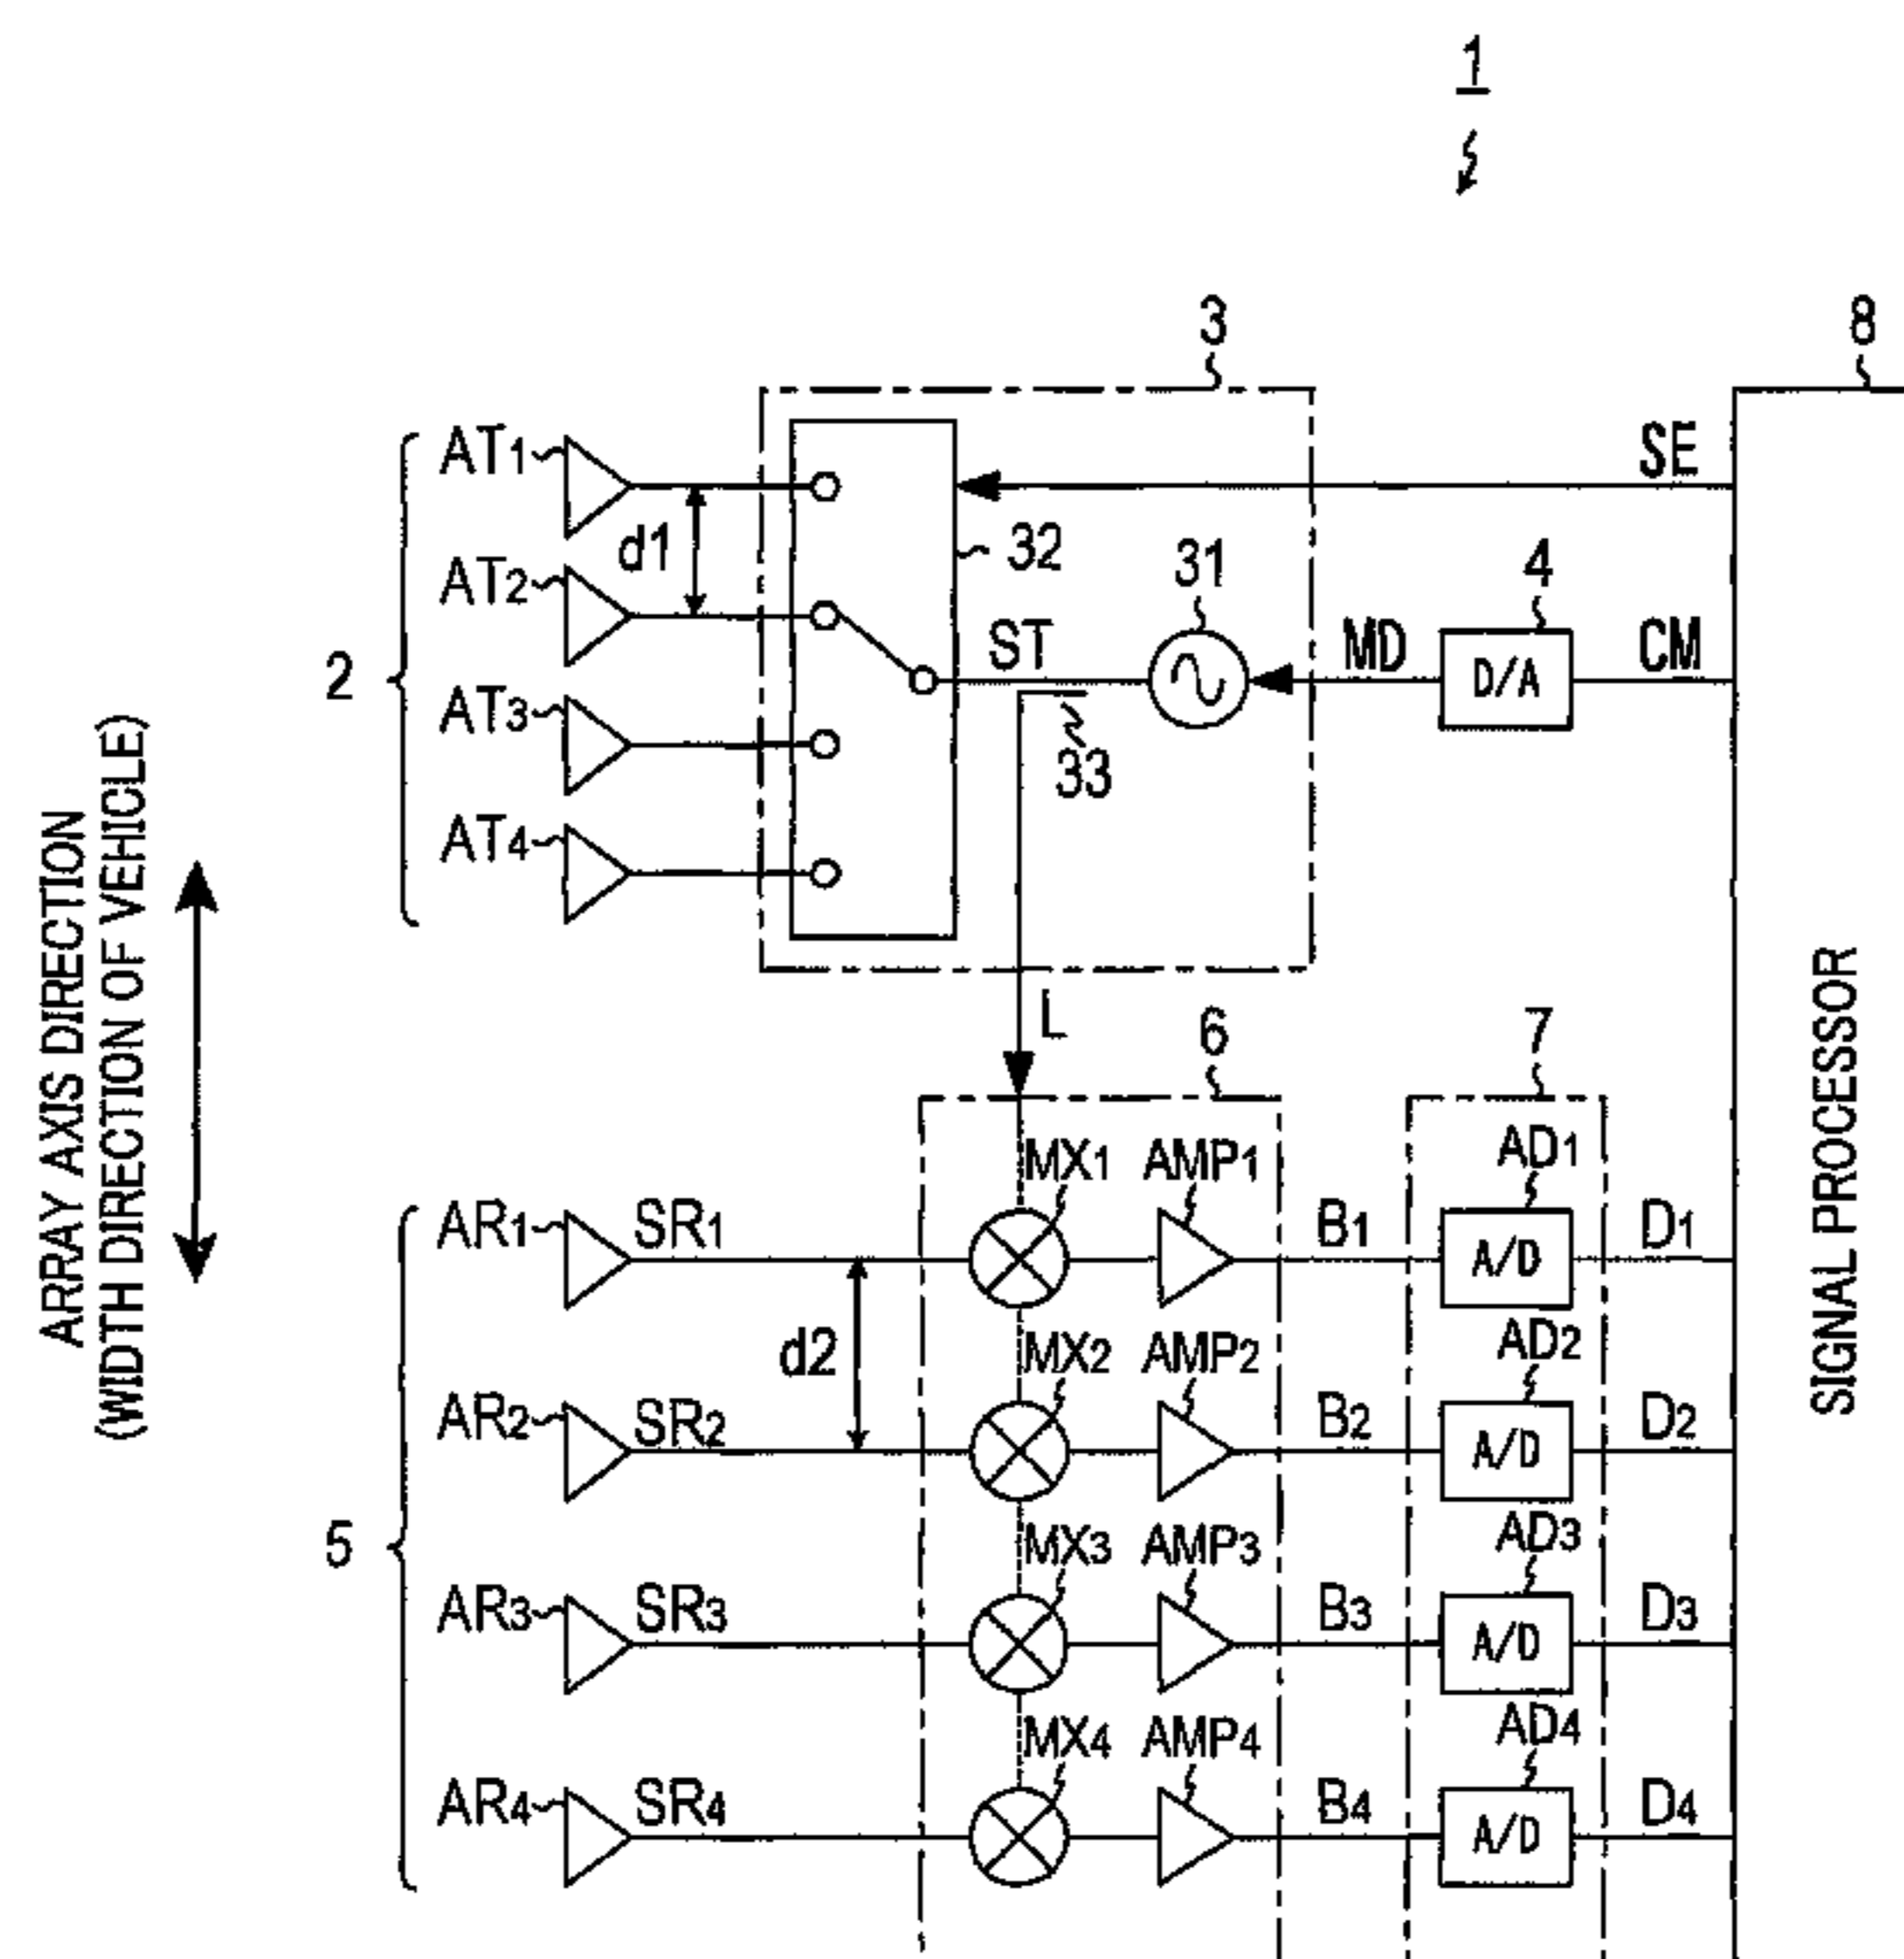 1
3
8
AT1
SE
d1
32
AT2
31
4
ST
MD
D/A
CM
2
AT3
33
AT4
ARRAY AXIS DIRECTION
(WIDTH DIRECTION OF VEHICLE)
L
6
7
SIGNAL PROCESSOR
MX1
AMP1
AD1
AR1
SR1
B1
A/D
D1
d2
MX2
AMP2
AD2
AR2
SR2
B2
A/D
D2
5
MX3
AMP3
AD3
AR3
SR3
B3
A/D
D3
MX4
AMP4
AD4
AR4
SR4
B4
A/D
D4